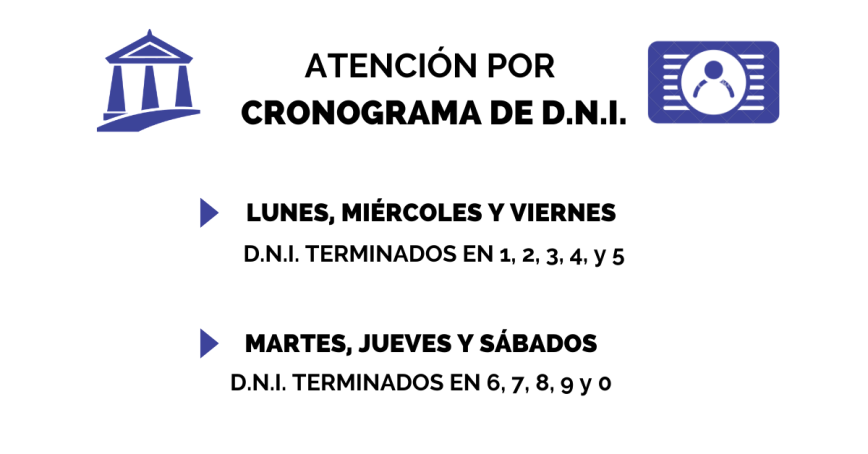 ATENCIÓN POR
CRONOGRAMA DE D.N.I.
LUNES, MIÉRCOLES Y VIERNES
D.N.I. TERMINADOS EN 1, 2, 3, 4, y 5
MARTES, JUEVES Y SÁBADOS
D.N.I. TERMINADOS EN 6, 7, 8, 9 y 0